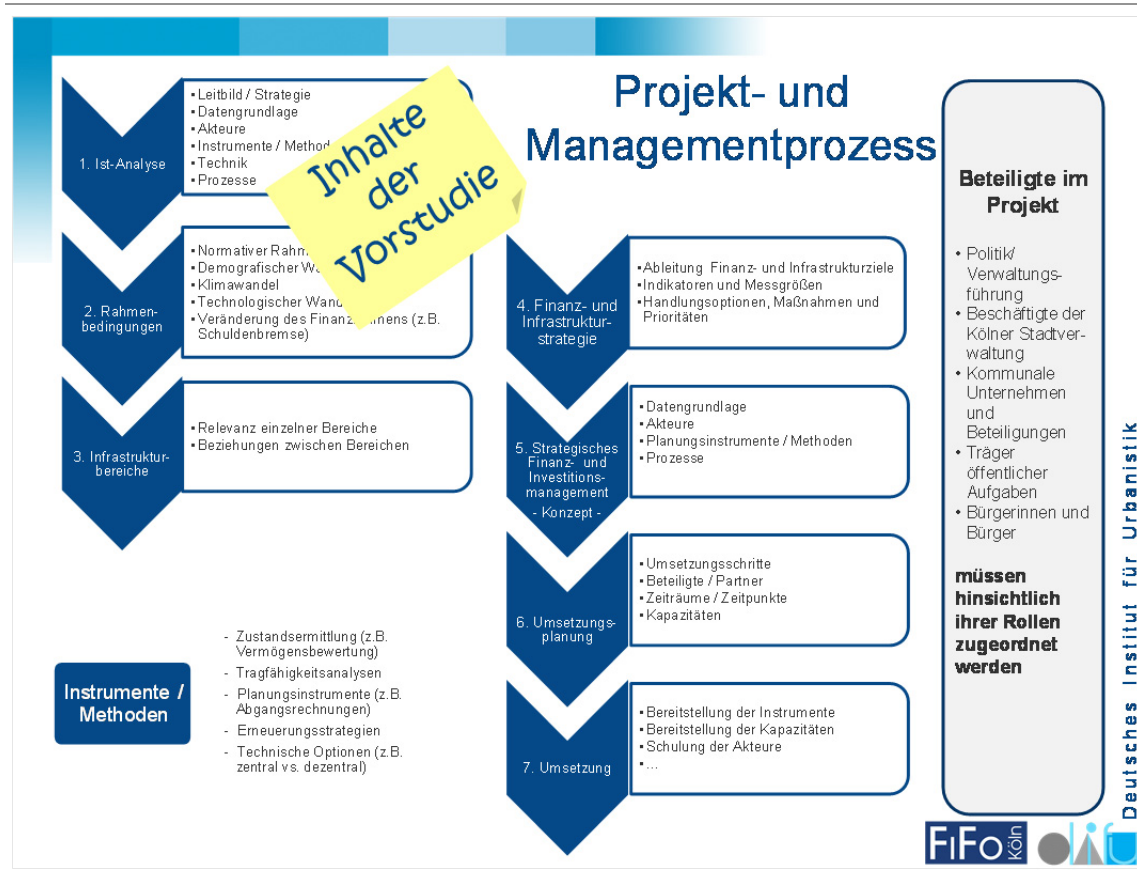 Projekt- und
Managementprozess
Inhalte
der
Vorstudie
1. Ist-Analyse
▪Leitbild / Strategie
▪Datengrundlage
▪Akteure
▪Instrumente /
▪Technik
▪Prozesse
2. Rahmen-
bedingungen
▪Normativer
▪Demografischer
▪Klimawandel
▪Technologischer
▪Veränderung des (z.B.
Schuldenbremse)
3. Infrastruktur-
bereiche
▪Relevanz einzelner Bereiche
▪Beziehungen zwischen Bereichen
Instrumente /
Methoden
- Zustandsermittlung (z.B.
Vermögensbewertung)
- Tragfähigkeitsanalysen
- Planungsinstrumente (z.B.
Abgangsrechnungen)
- Erneuerungsstrategien
- Technische Optionen (z.B.
zentral vs. dezentral)
4. Finanz- und
Infrastruktur-
strategie
▪Ableitung Finanz- und Infrastrukturziele
▪Indikatoren und Messgrößen
▪Handlungsoptionen, Maßnahmen und
Prioritäten
5. Strategisches
Finanz- und
Investitions-
management
- Konzept -
▪Datengrundlage
▪Akteure
▪Planungsinstrumente / Methoden
▪Prozesse
6. Umsetzungs-
planung
▪Umsetzungsschritte
▪Beteiligte / Partner
▪Zeiträume / Zeitpunkte
▪Kapazitäten
7. Umsetzung
▪Bereitstellung der Instrumente
▪Bereitstellung der Kapazitäten
▪Schulung der Akteure
▪...
Beteiligte im
Projekt
• Politik/
Verwaltungs-
führung
• Beschäftigte der
Kölner Stadtver-
waltung
• Kommunale
Unternehmen
und
Beteiligungen
• Träger
öffentlicher
Aufgaben
• Bürgerinnen und
Bürger
müssen
hinsichtlich
ihrer Rollen
zugeordnet
werden
Deutsches Institut für Urbanistik
FiFo Köln
difu